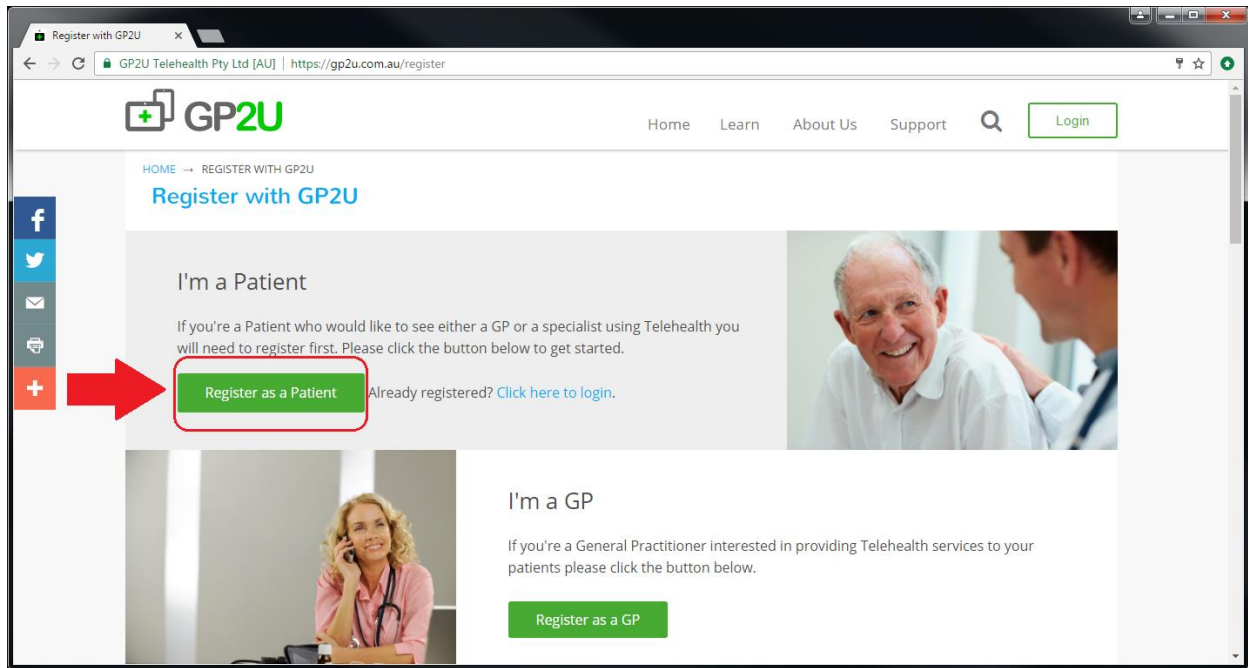 Register with GP2U
GP2U Telehealth Pty Ltd [AU] | https://gp2u.com.au/register
GP2U
Home Learn About Us Support Login
HOME → REGISTER WITH GP2U
Register with GP2U
I'm a Patient
If you're a Patient who would like to see either a GP or a specialist using Telehealth you
will need to register first. Please click the button below to get started.
Register as a Patient Already registered? Click here to login.
I'm a GP
If you're a General Practitioner interested in providing Telehealth services to your
patients please click the button below.
Register as a GP